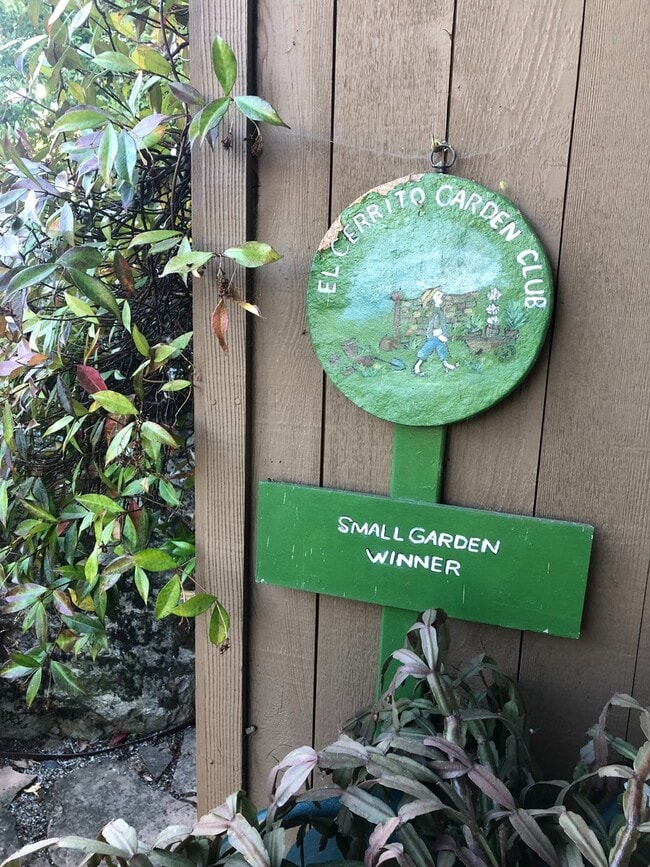 EL CERRITO GARDEN CLUB
SMALL GARDEN
WINNER